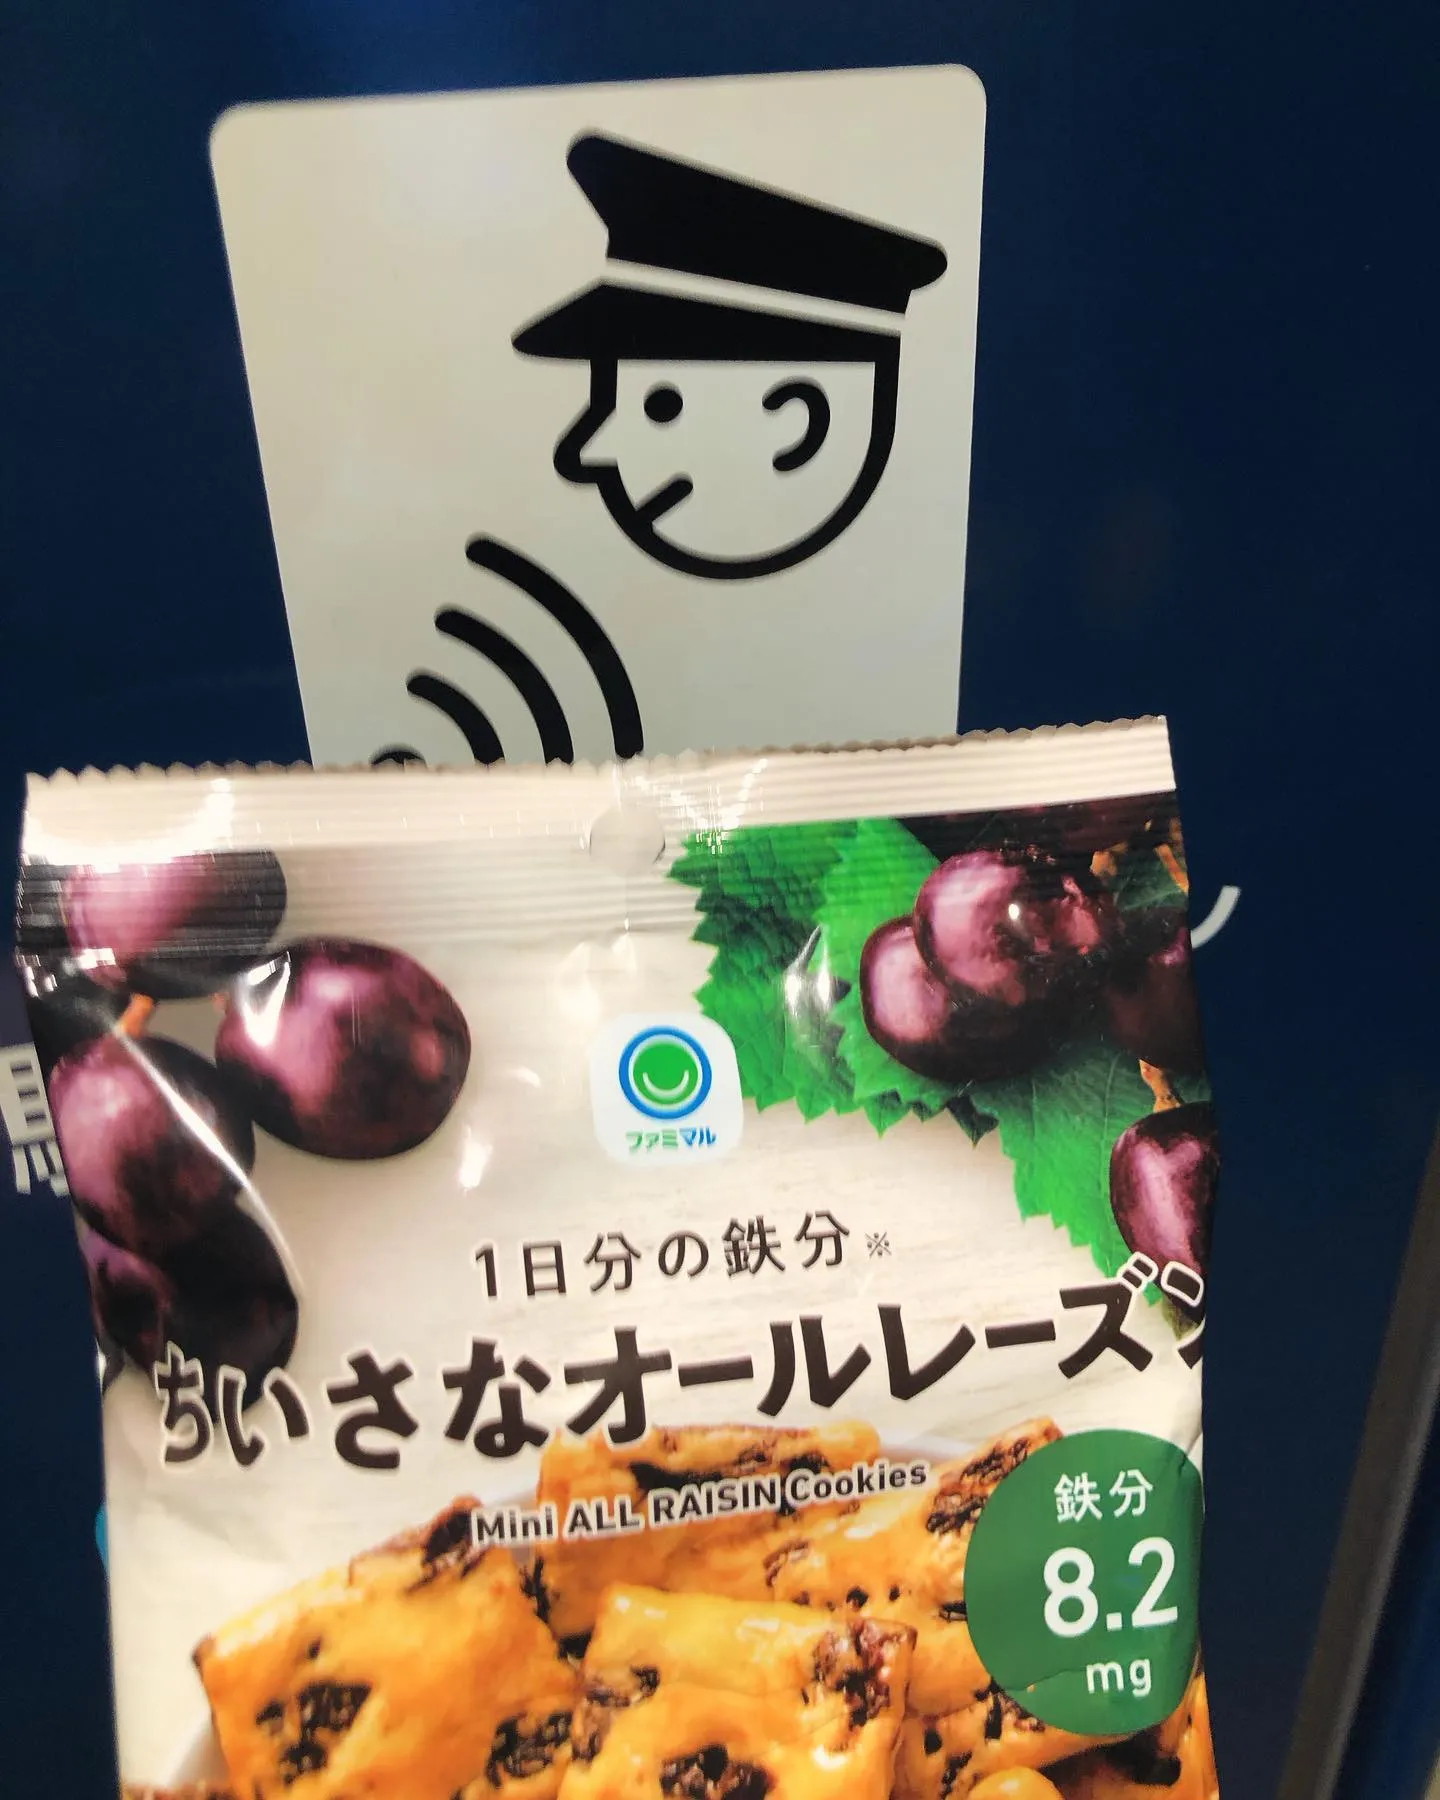 ファミマル
1日分の鉄分※
ちいさなオールレーズン
Mini ALL RAISIN Cookies
鉄分
8.2
mg